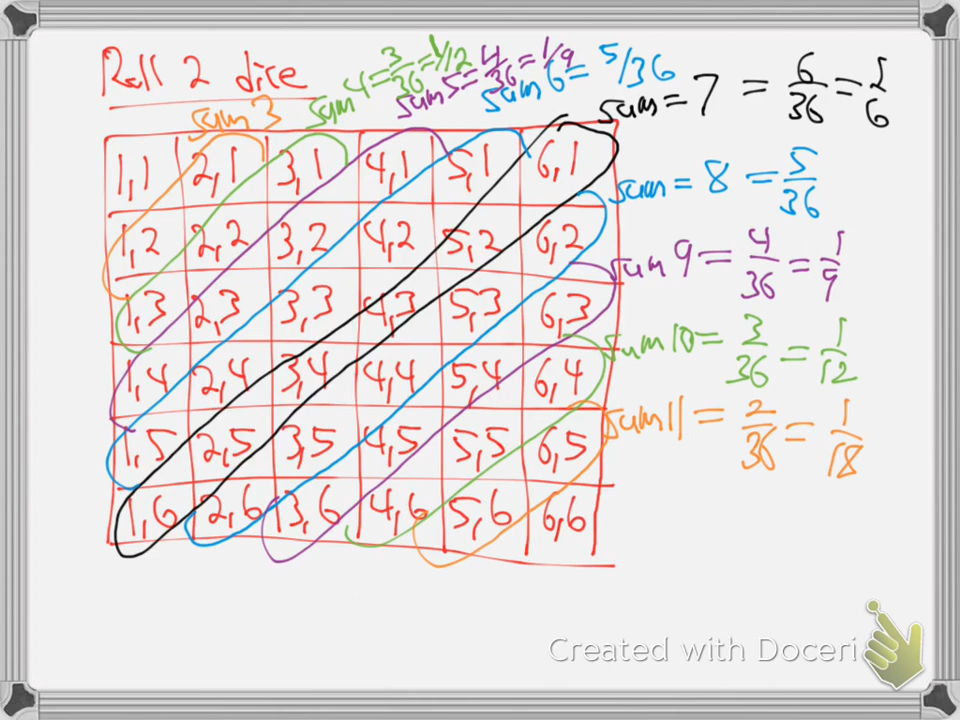 Roll 2 dice
sum 3
sum 4 = 3/36 = 1/12
sum 5 = 4/36 = 1/9
sum 6 = 5/36
sum = 7 = 6/36 = 1/6
1,1 2,1 3,1 4,1 5,1 6,1
sum = 8 = 5/36
1,2 2,2 3,2 4,2 5,2 6,2
sum 9 = 4/36 = 1/9
1,3 2,3 3,3 4,3 5,3 6,3
sum 10 = 3/36 = 1/12
1,4 2,4 3,4 4,4 5,4 6,4
sum 11 = 2/36 = 1/18
1,5 2,5 3,5 4,5 5,5 6,5
1,6 2,6 3,6 4,6 5,6 6,6
Created with Doceri